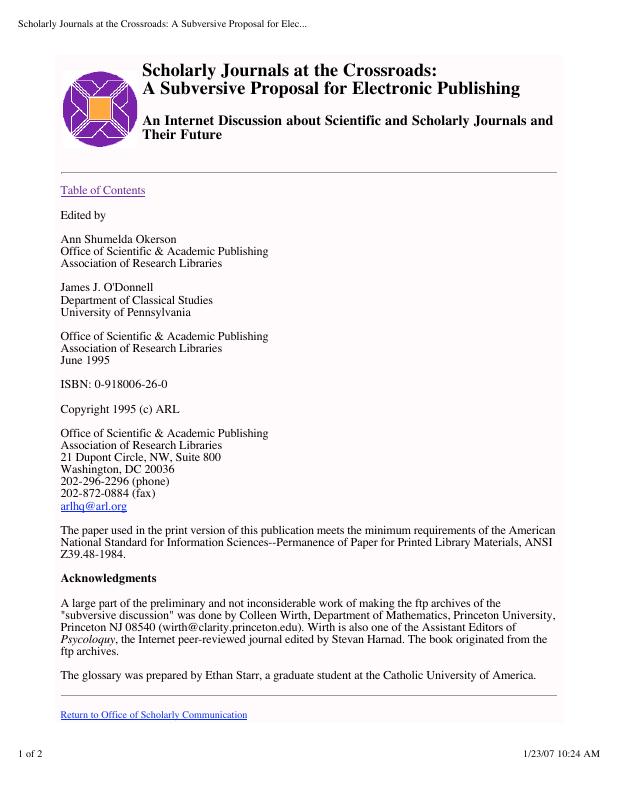 Scholarly Journals at the Crossroads: A Subversive Proposal for Elec...
Scholarly Journals at the Crossroads:
A Subversive Proposal for Electronic Publishing
An Internet Discussion about Scientific and Scholarly Journals and
Their Future
Table of Contents
Edited by
Ann Shumelda Okerson
Office of Scientific & Academic Publishing
Association of Research Libraries
James J. O'Donnell
Department of Classical Studies
University of Pennsylvania
Office of Scientific & Academic Publishing
Association of Research Libraries
June 1995
ISBN: 0-918006-26-0
Copyright 1995 (c) ARL
Office of Scientific & Academic Publishing
Association of Research Libraries
21 Dupont Circle, NW, Suite 800
Washington, DC 20036
202-296-2296 (phone)
202-872-0884 (fax)
arlhq@arl.org
The paper used in the print version of this publication meets the minimum requirements of the American
National Standard for Information Sciences--Permanence of Paper for Printed Library Materials, ANSI
Z39.48-1984.
Acknowledgments
A large part of the preliminary and not inconsiderable work of making the ftp archives of the
"subversive discussion" was done by Colleen Wirth, Department of Mathematics, Princeton University,
Princeton NJ 08540 (wirth@clarity.princeton.edu). Wirth is also one of the Assistant Editors of
Psycoloquy, the Internet peer-reviewed journal edited by Stevan Harnad. The book originated from the
ftp archives.
The glossary was prepared by Ethan Starr, a graduate student at the Catholic University of America.
Return to Office of Scholarly Communication
1 of 2
1/23/07 10:24 AM